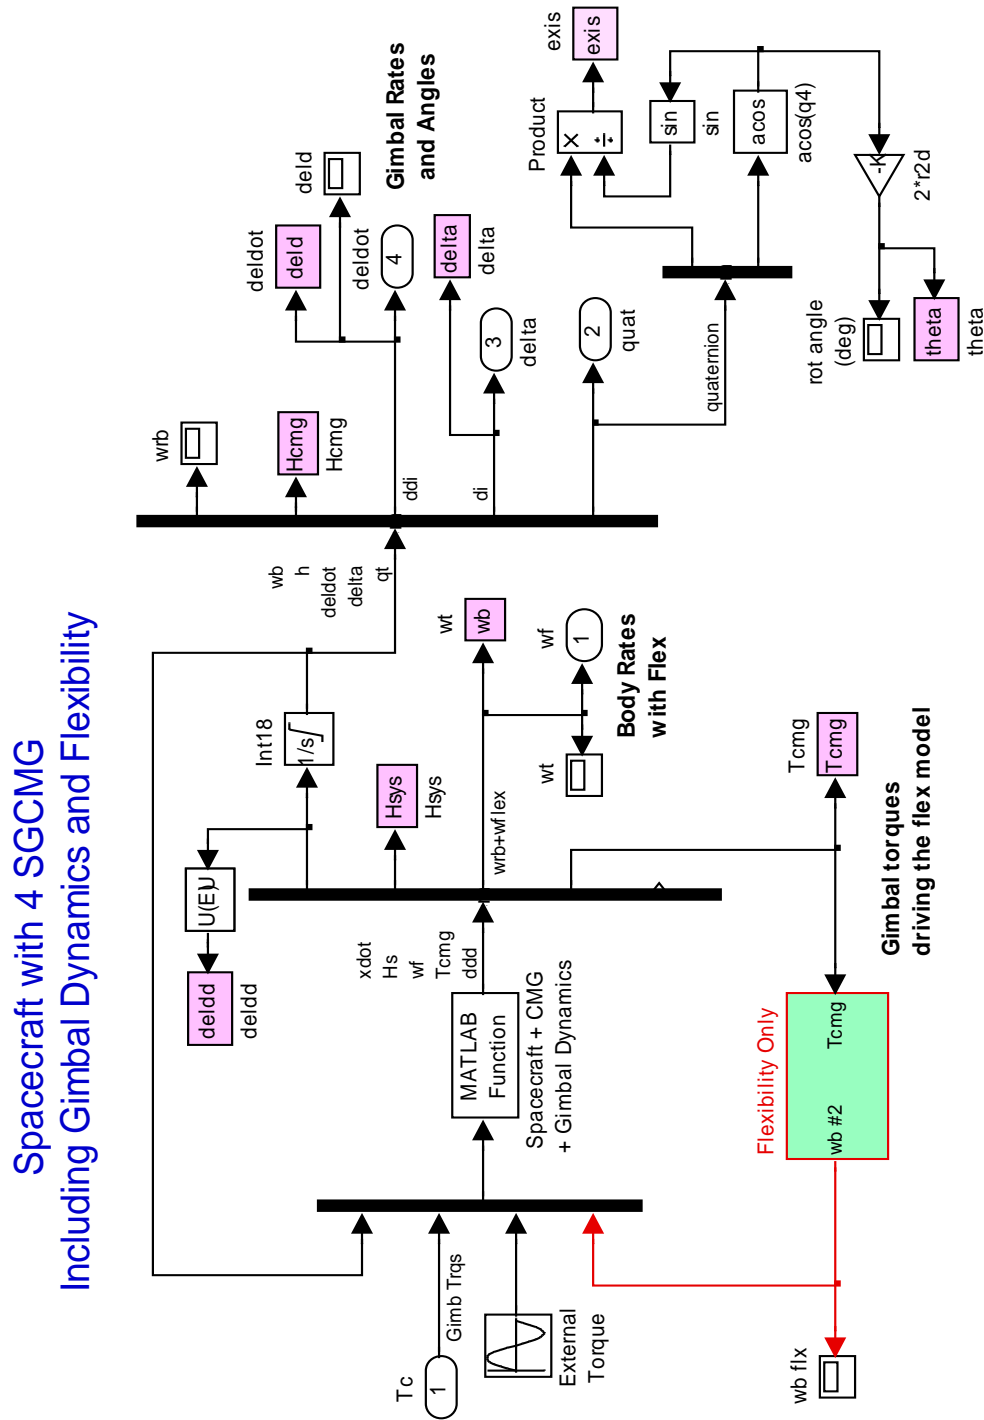 Spacecraft with 4 SGCMG
Including Gimbal Dynamics and Flexibility
Tc
1
Gimb Trqs
External
Torque
wb flx
MATLAB
Function
Spacecraft + CMG
+ Gimbal Dynamics
xdot
Hs
wf
Tcmg
ddd
Flexibility Only
wb #2
Tcmg
Gimbal torques
driving the flex model
deldd
deldd
U(E)
U
Int18
1/s
Hsys
Hsys
wrb+wflex
wt
wb
wf
1
wt
Body Rates
with Flex
Tcmg
Tcmg
wb
h
deldot
delta
qt
wrb
Hcmg
Hcmg
ddi
di
deldot
deld
deld
deldot
4
Gimbal Rates
and Angles
delta
delta
3
delta
2
quat
quaternion
Product
×
÷
exis
exis
sin
sin
acos
acos(q4)
-K
2*r2d
rot angle
(deg)
theta
theta